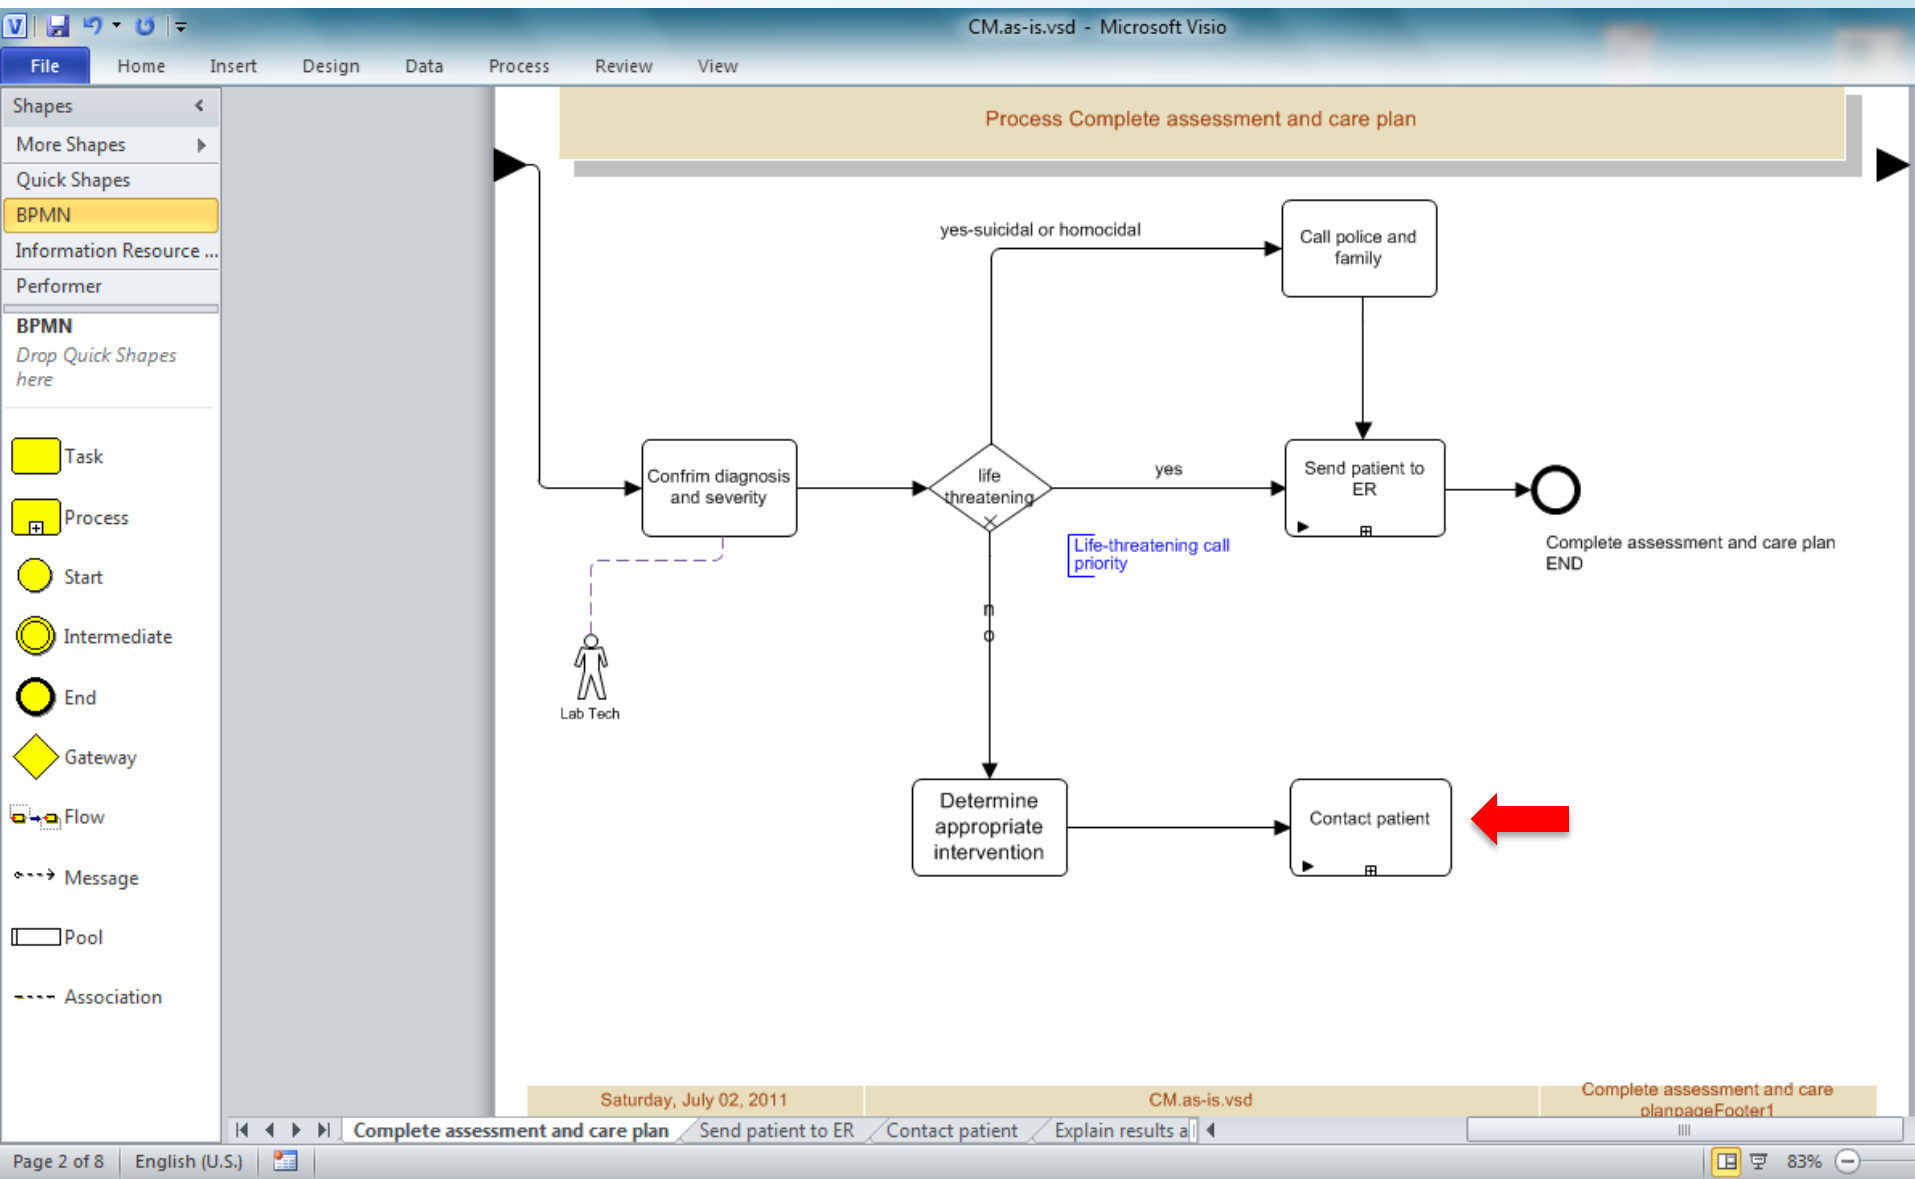 CM.as-is.vsd - Microsoft Visio
File Home Insert Design Data Process Review View
Shapes
More Shapes
Quick Shapes
BPMN
Information Resource ...
Performer
BPMN
Drop Quick Shapes
here
Task
Process
Start
Intermediate
End
Gateway
Flow
Message
Pool
Association
Process Complete assessment and care plan
yes-suicidal or homocidal
Call police and
family
Confrim diagnosis
and severity
life
threatening
yes
Send patient to
ER
Life-threatening call
priority
Complete assessment and care plan
END
n
o
Lab Tech
Determine
appropriate
intervention
Contact patient
Saturday, July 02, 2011
CM.as-is.vsd
Complete assessment and care
planpageFooter1
Complete assessment and care plan Send patient to ER Contact patient Explain results a
Page 2 of 8 English (U.S.) 83%